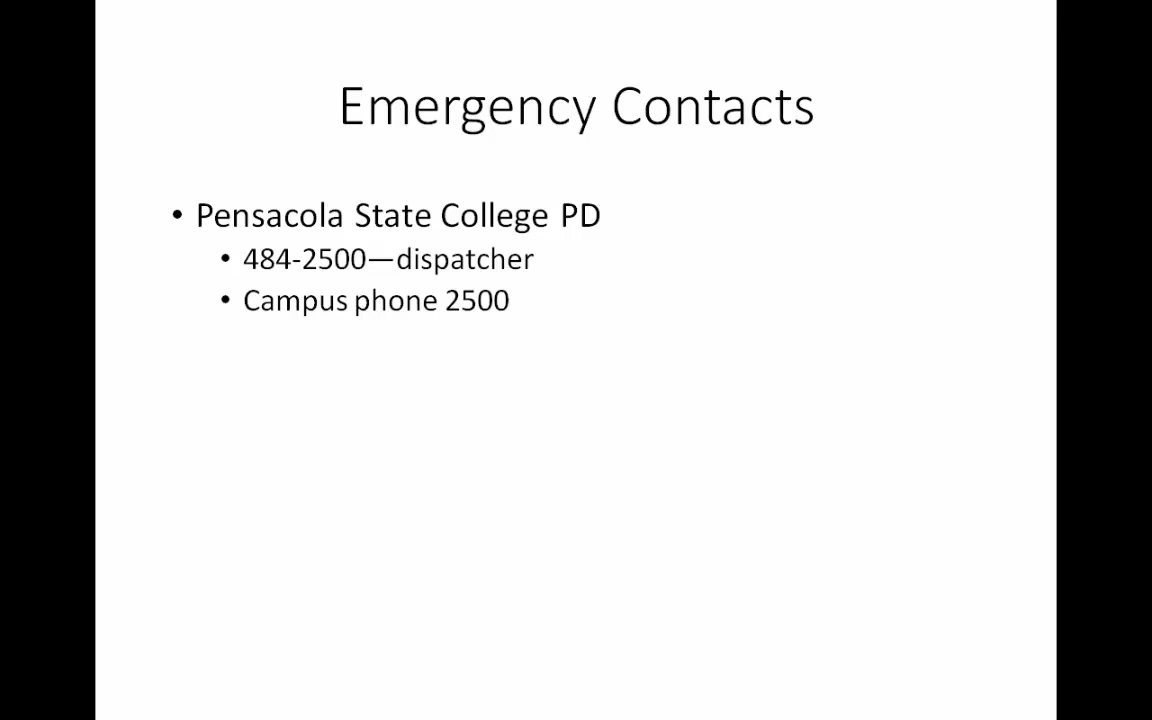 Emergency Contacts
• Pensacola State College PD
• 484-2500—dispatcher
• Campus phone 2500